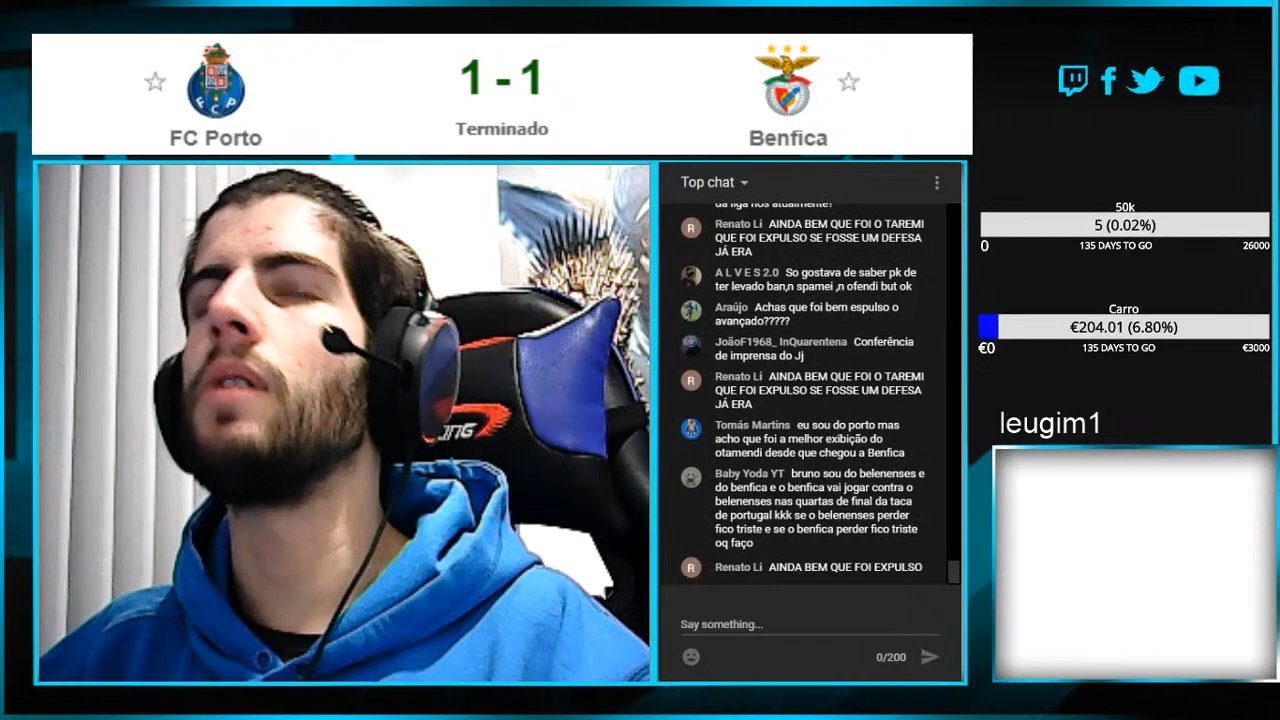 1 - 1
Terminado
FC Porto
Benfica
Top chat
da liga nos atualmente?
Renato Li AINDA BEM QUE FOI O TAREMI
QUE FOI EXPULSO SE FOSSE UM DEFESA
JÁ ERA
A L V E S 2.0 So gostava de saber pk de
ter levado ban,n spamei ,n ofendi but ok
Araújo Achas que foi bem espulso o
avançado?????
JoãoF1968_ InQuarentena Conferência
de imprensa do Jj
R
Renato Li AINDA BEM QUE FOI O TAREMI
QUE FOI EXPULSO SE FOSSE UM DEFESA
JÁ ERA
Tomás Martins eu sou do porto mas
acho que foi a melhor exibição do
otamendi desde que chegou a Benfica
Baby Yoda YT bruno sou do belenenses e
do benfica e o benfica vai jogar contra o
belenenses nas quartas de final da taca
de portugal kkk se o belenenses perder
fico triste e se o benfica perder fico triste
oq faço
R
Renato Li AINDA BEM QUE FOI EXPULSO
Say something...
0/200
50k
5 (0.02%)
0 135 DAYS TO GO 26000
Carro
€204.01 (6.80%)
€0 135 DAYS TO GO €3000
leugim1